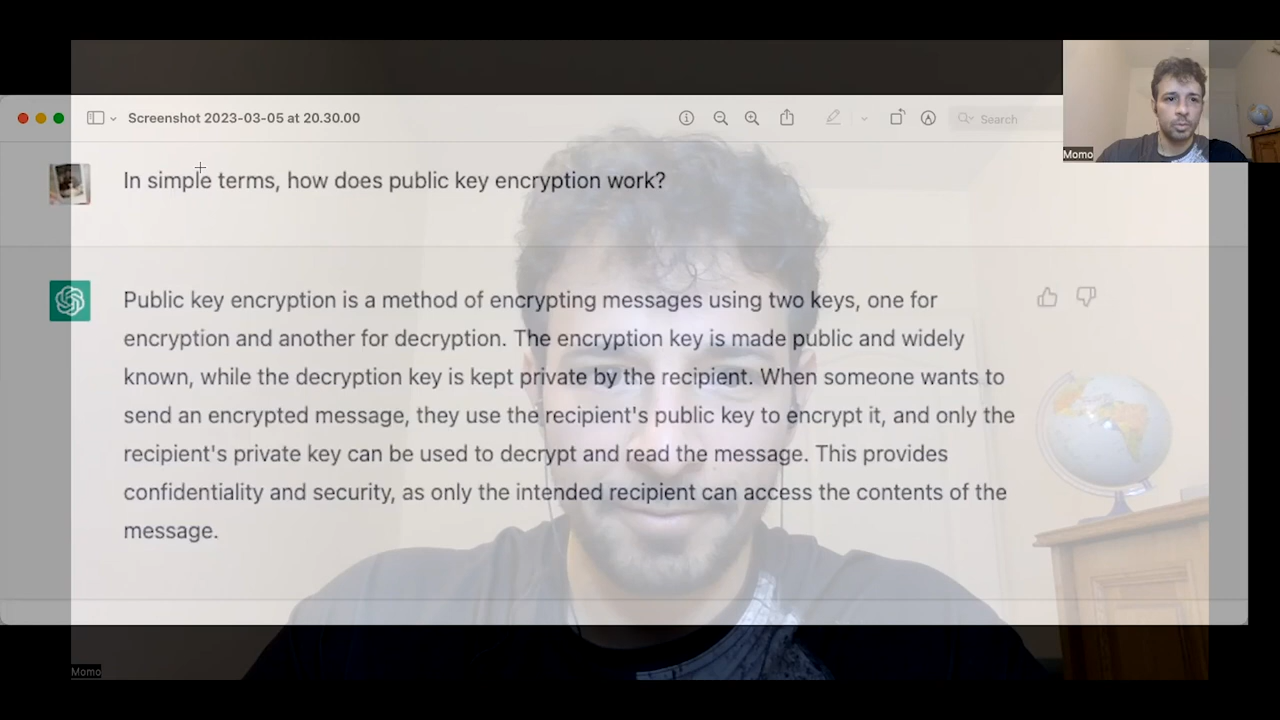 Screenshot 2023-03-05 at 20.30.00
Search
Momo
In simple terms, how does public key encryption work?
Public key encryption is a method of encrypting messages using two keys, one for
encryption and another for decryption. The encryption key is made public and widely
known, while the decryption key is kept private by the recipient. When someone wants to
send an encrypted message, they use the recipient's public key to encrypt it, and only the
recipient's private key can be used to decrypt and read the message. This provides
confidentiality and security, as only the intended recipient can access the contents of the
message.
Momo